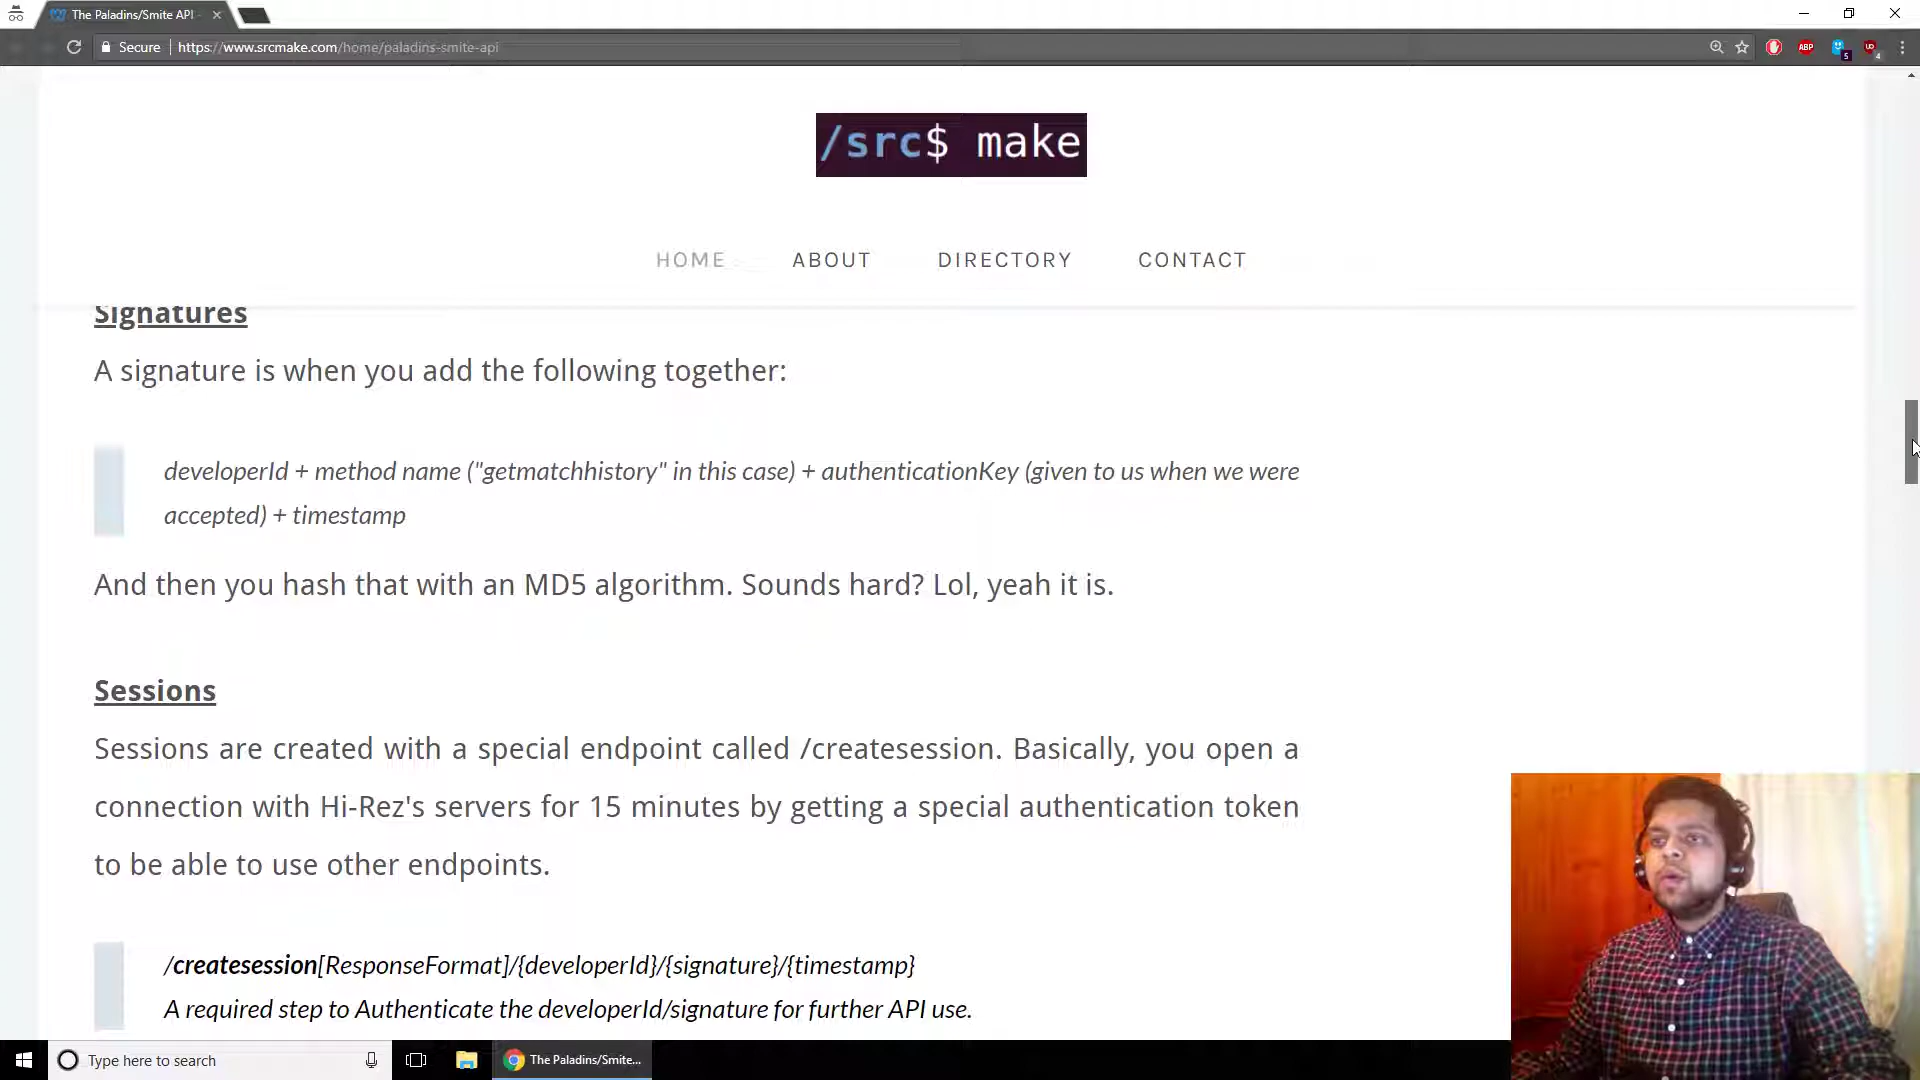 The Paladins/Smite API
Secure
https://www.srcmake.com/home/paladins-smite-api
ABP
5
UD
4
/src$ make
HOME
ABOUT
DIRECTORY
CONTACT
Signatures
A signature is when you add the following together:
developerId + method name ("getmatchhistory" in this case) + authenticationKey (given to us when we were
accepted) + timestamp
And then you hash that with an MD5 algorithm. Sounds hard? Lol, yeah it is.
Sessions
Sessions are created with a special endpoint called /createsession. Basically, you open a
connection with Hi-Rez's servers for 15 minutes by getting a special authentication token
to be able to use other endpoints.
/createsession[ResponseFormat]/{developerId}/{signature}/{timestamp}
A required step to Authenticate the developerId/signature for further API use.
Type here to search
The Paladins/Smite...